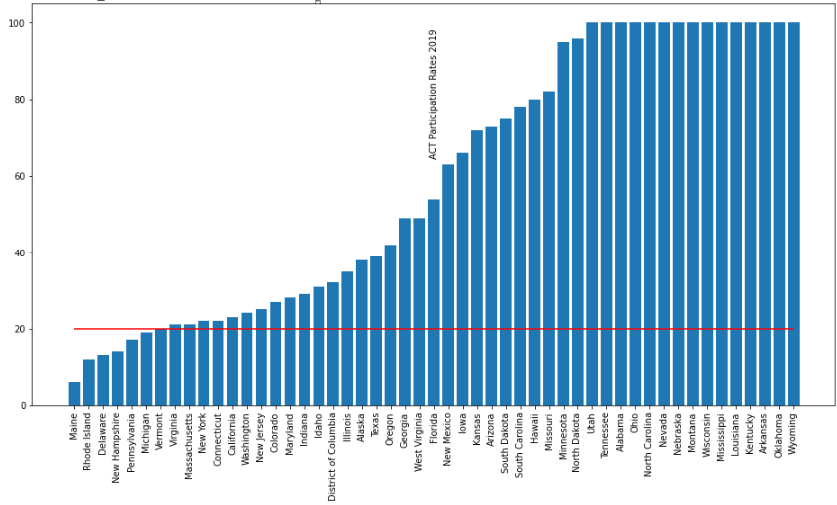 ACT Participation Rates 2019
100
80
60
40
20
0
Maine
Rhode Island
Delaware
New Hampshire
Pennsylvania
Michigan
Vermont
Virginia
Massachusetts
New York
Connecticut
California
Washington
New Jersey
Colorado
Maryland
Indiana
Idaho
District of Columbia
Illinois
Alaska
Texas
Oregon
Georgia
West Virginia
Florida
New Mexico
Iowa
Kansas
Arizona
South Dakota
South Carolina
Hawaii
Missouri
Minnesota
North Dakota
Utah
Tennessee
Alabama
Ohio
North Carolina
Nevada
Nebraska
Montana
Wisconsin
Mississippi
Louisiana
Kentucky
Arkansas
Oklahoma
Wyoming